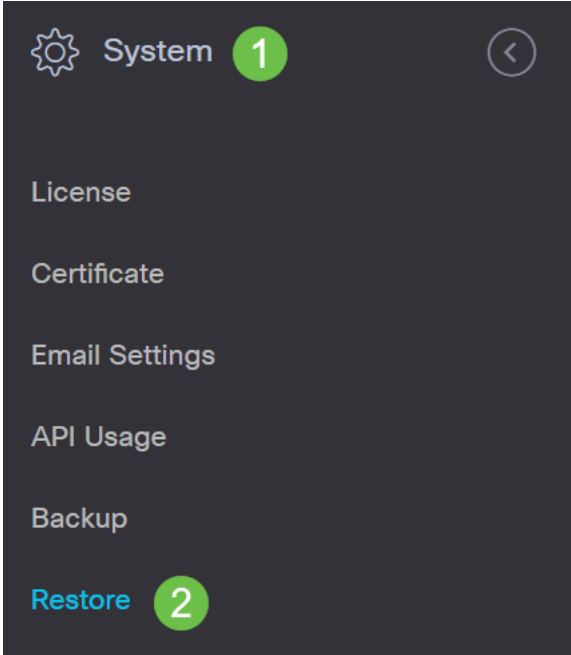 System 1
License
Certificate
Email Settings
API Usage
Backup
Restore 2